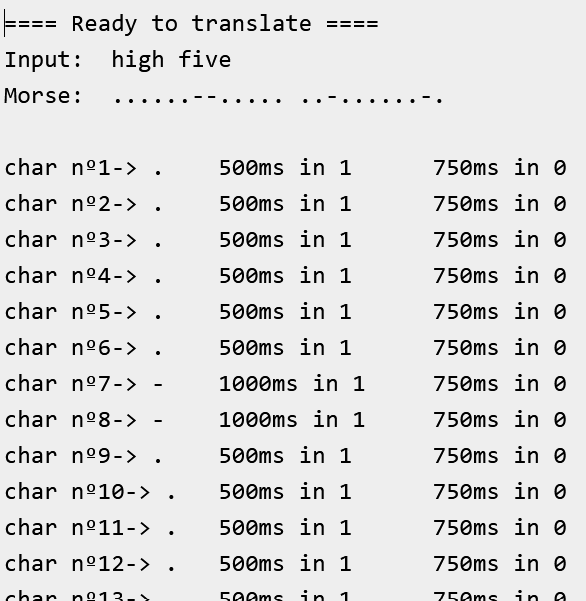 ==== Ready to translate ====
Input:  high five
Morse:  ......--..... ..-......-.
char nº1-> .    500ms in 1      750ms in 0
char nº2-> .    500ms in 1      750ms in 0
char nº3-> .    500ms in 1      750ms in 0
char nº4-> .    500ms in 1      750ms in 0
char nº5-> .    500ms in 1      750ms in 0
char nº6-> .    500ms in 1      750ms in 0
char nº7-> -    1000ms in 1     750ms in 0
char nº8-> -    1000ms in 1     750ms in 0
char nº9-> .    500ms in 1      750ms in 0
char nº10-> .   500ms in 1      750ms in 0
char nº11-> .   500ms in 1      750ms in 0
char nº12-> .   500ms in 1      750ms in 0
char nº13->     500ms in 1      750ms in 0